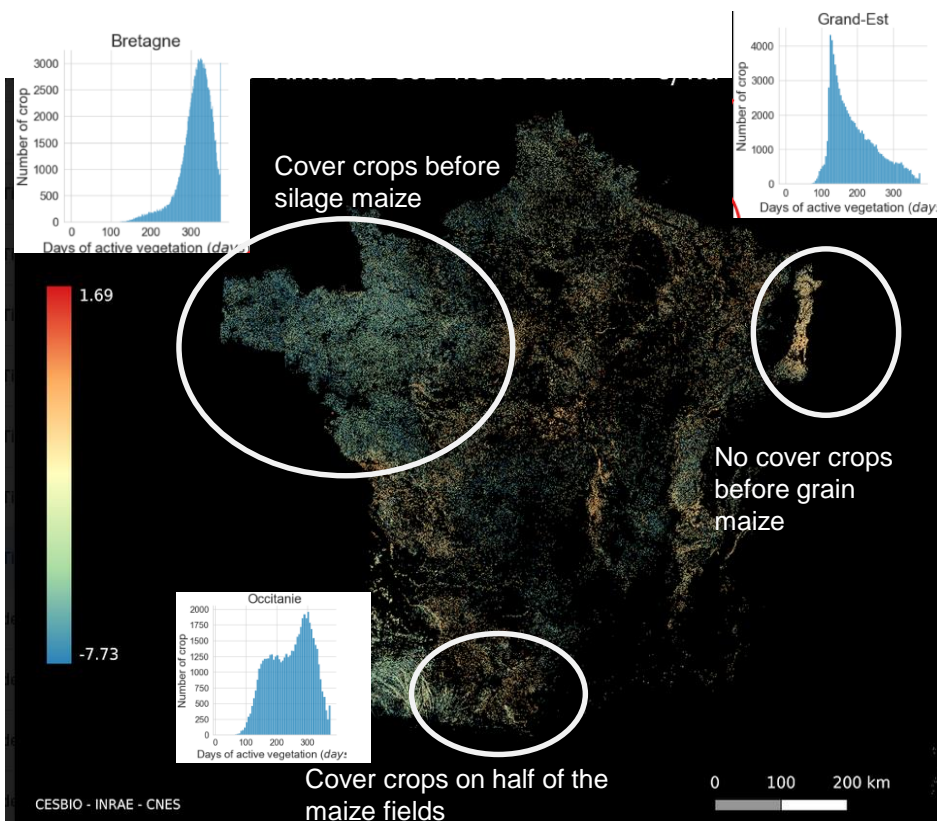 Bretagne
3000
2500
2000
1500
1000
500
0
Number of crop
0 100 200 300
Days of active vegetation (day
Grand-Est
4000
3000
2000
1000
0
Number of crop
0 100 200 300
Days of active vegetation (day
Cover crops before
silage maize
1.69
-7.73
No cover crops
before grain
maize
Occitanie
2000
1750
1500
1250
1000
750
500
250
0
Number of crop
0 100 200 300
Days of active vegetation (days
Cover crops on half of the
maize fields
0 100 200 km
CESBIO - INRAE - CNES